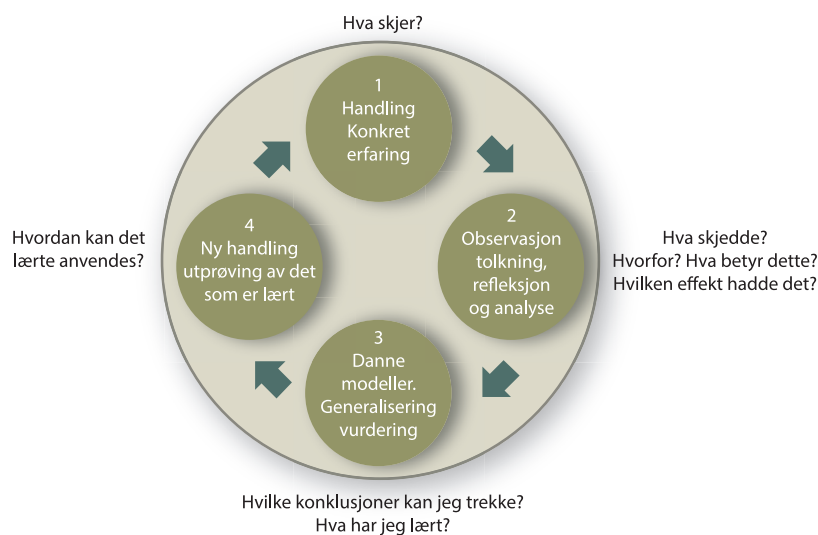 Hva skjer?
1
Handling
Konkret
erfaring
2
Observasjon
tolkning,
refleksjon
og analyse
Hva skjedde?
Hvorfor? Hva betyr dette?
Hvilken effekt hadde det?
3
Danne
modeller.
Generalisering
vurdering
Hvilke konklusjoner kan jeg trekke?
Hva har jeg lært?
4
Ny handling
utprøving av det
som er lært
Hvordan kan det
lærte anvendes?